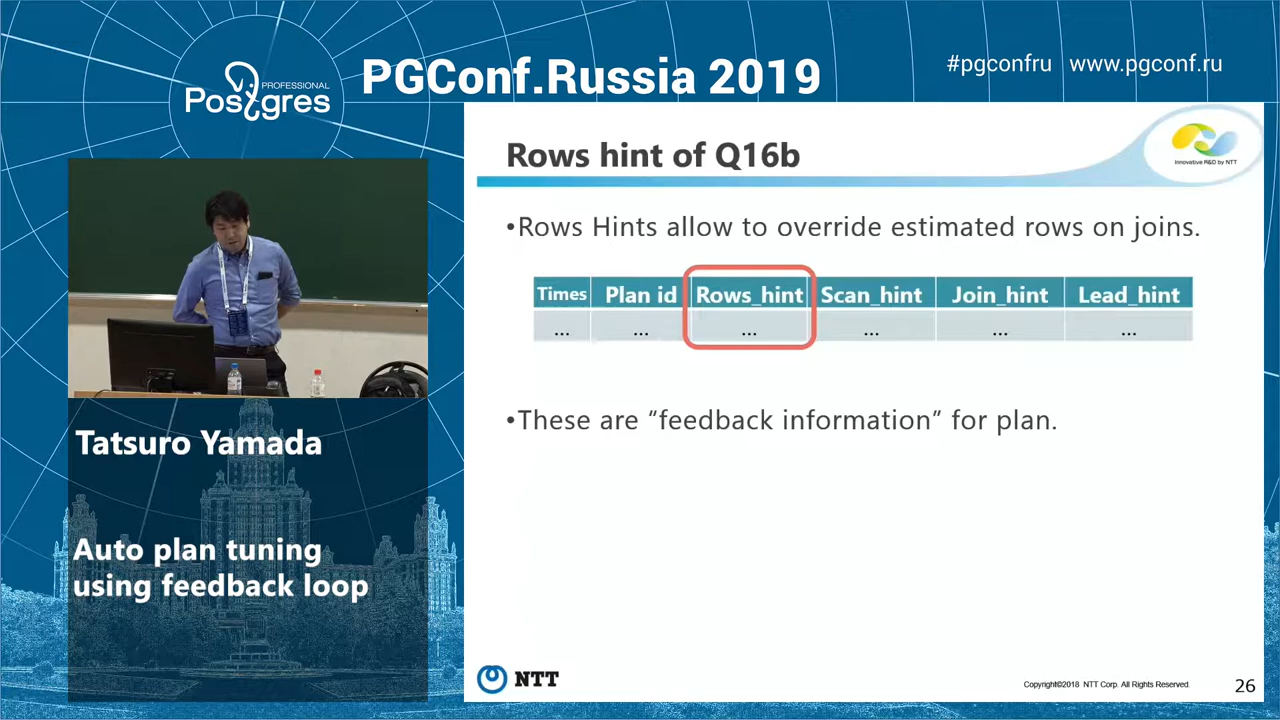 PROFESSIONAL
Postgres
PGConf.Russia 2019
#pgconfru www.pgconf.ru
Rows hint of Q16b
Innovative R&D by NTT
•Rows Hints allow to override estimated rows on joins.
Times Plan id Rows_hint Scan_hint Join_hint Lead_hint
... ... ... ... ... ...
•These are “feedback information” for plan.
Tatsuro Yamada
Auto plan tuning
using feedback loop
NTT
Copyright©2018 NTT Corp. All Rights Reserved.
26